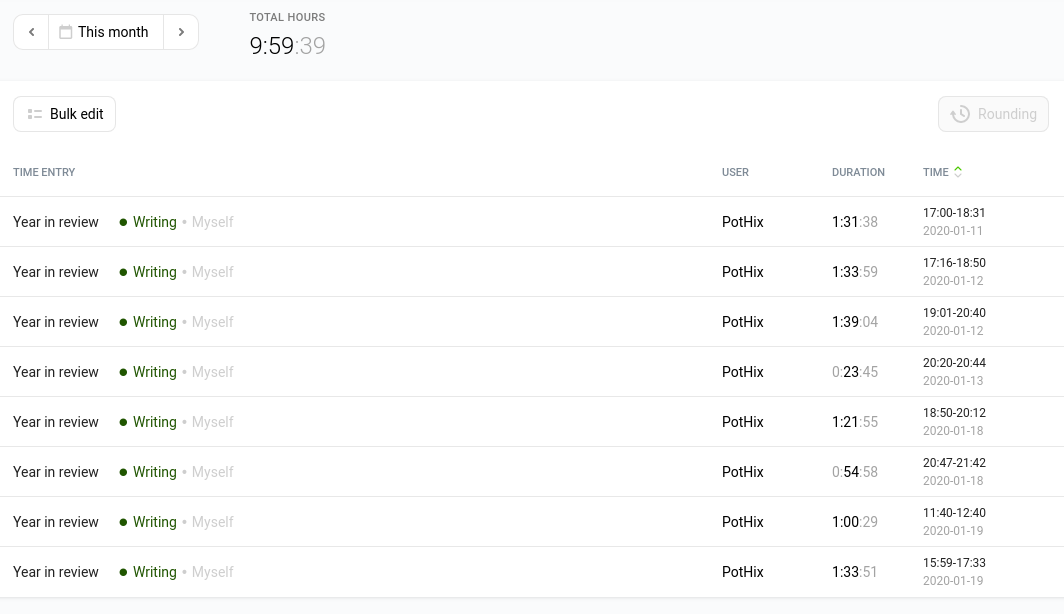 This month
TOTAL HOURS
9:59:39
Bulk edit
Rounding
TIME ENTRY USER DURATION TIME
Year in review • Writing • Myself PotHix 1:31:38 17:00-18:31
2020-01-11
Year in review • Writing • Myself PotHix 1:33:59 17:16-18:50
2020-01-12
Year in review • Writing • Myself PotHix 1:39:04 19:01-20:40
2020-01-12
Year in review • Writing • Myself PotHix 0:23:45 20:20-20:44
2020-01-13
Year in review • Writing • Myself PotHix 1:21:55 18:50-20:12
2020-01-18
Year in review • Writing • Myself PotHix 0:54:58 20:47-21:42
2020-01-18
Year in review • Writing • Myself PotHix 1:00:29 11:40-12:40
2020-01-19
Year in review • Writing • Myself PotHix 1:33:51 15:59-17:33
2020-01-19